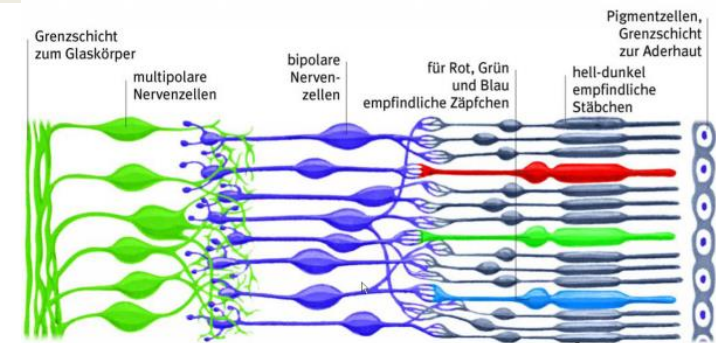 Grenzschicht
zum Glaskörper
multipolare
Nervenzellen
bipolare
Nerven-
zellen
für Rot, Grün
und Blau
empfindliche Zäpfchen
hell-dunkel
empfindliche
Stäbchen
Pigmentzellen,
Grenzschicht
zur Aderhaut